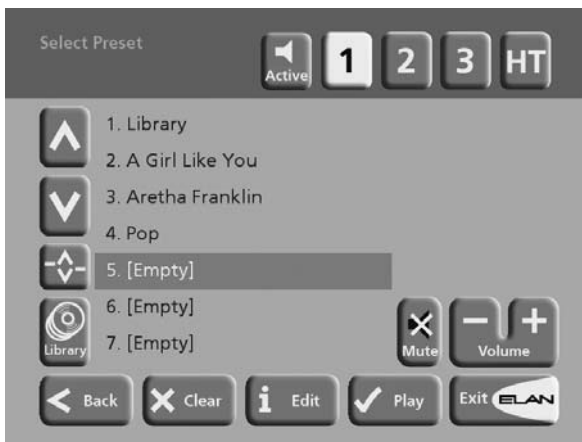 Select Preset
Active 1 2 3 HT
1. Library
2. A Girl Like You
3. Aretha Franklin
4. Pop
5. [Empty]
6. [Empty]
7. [Empty]
Library
Mute
Volume
Back Clear i Edit Play Exit ELAN